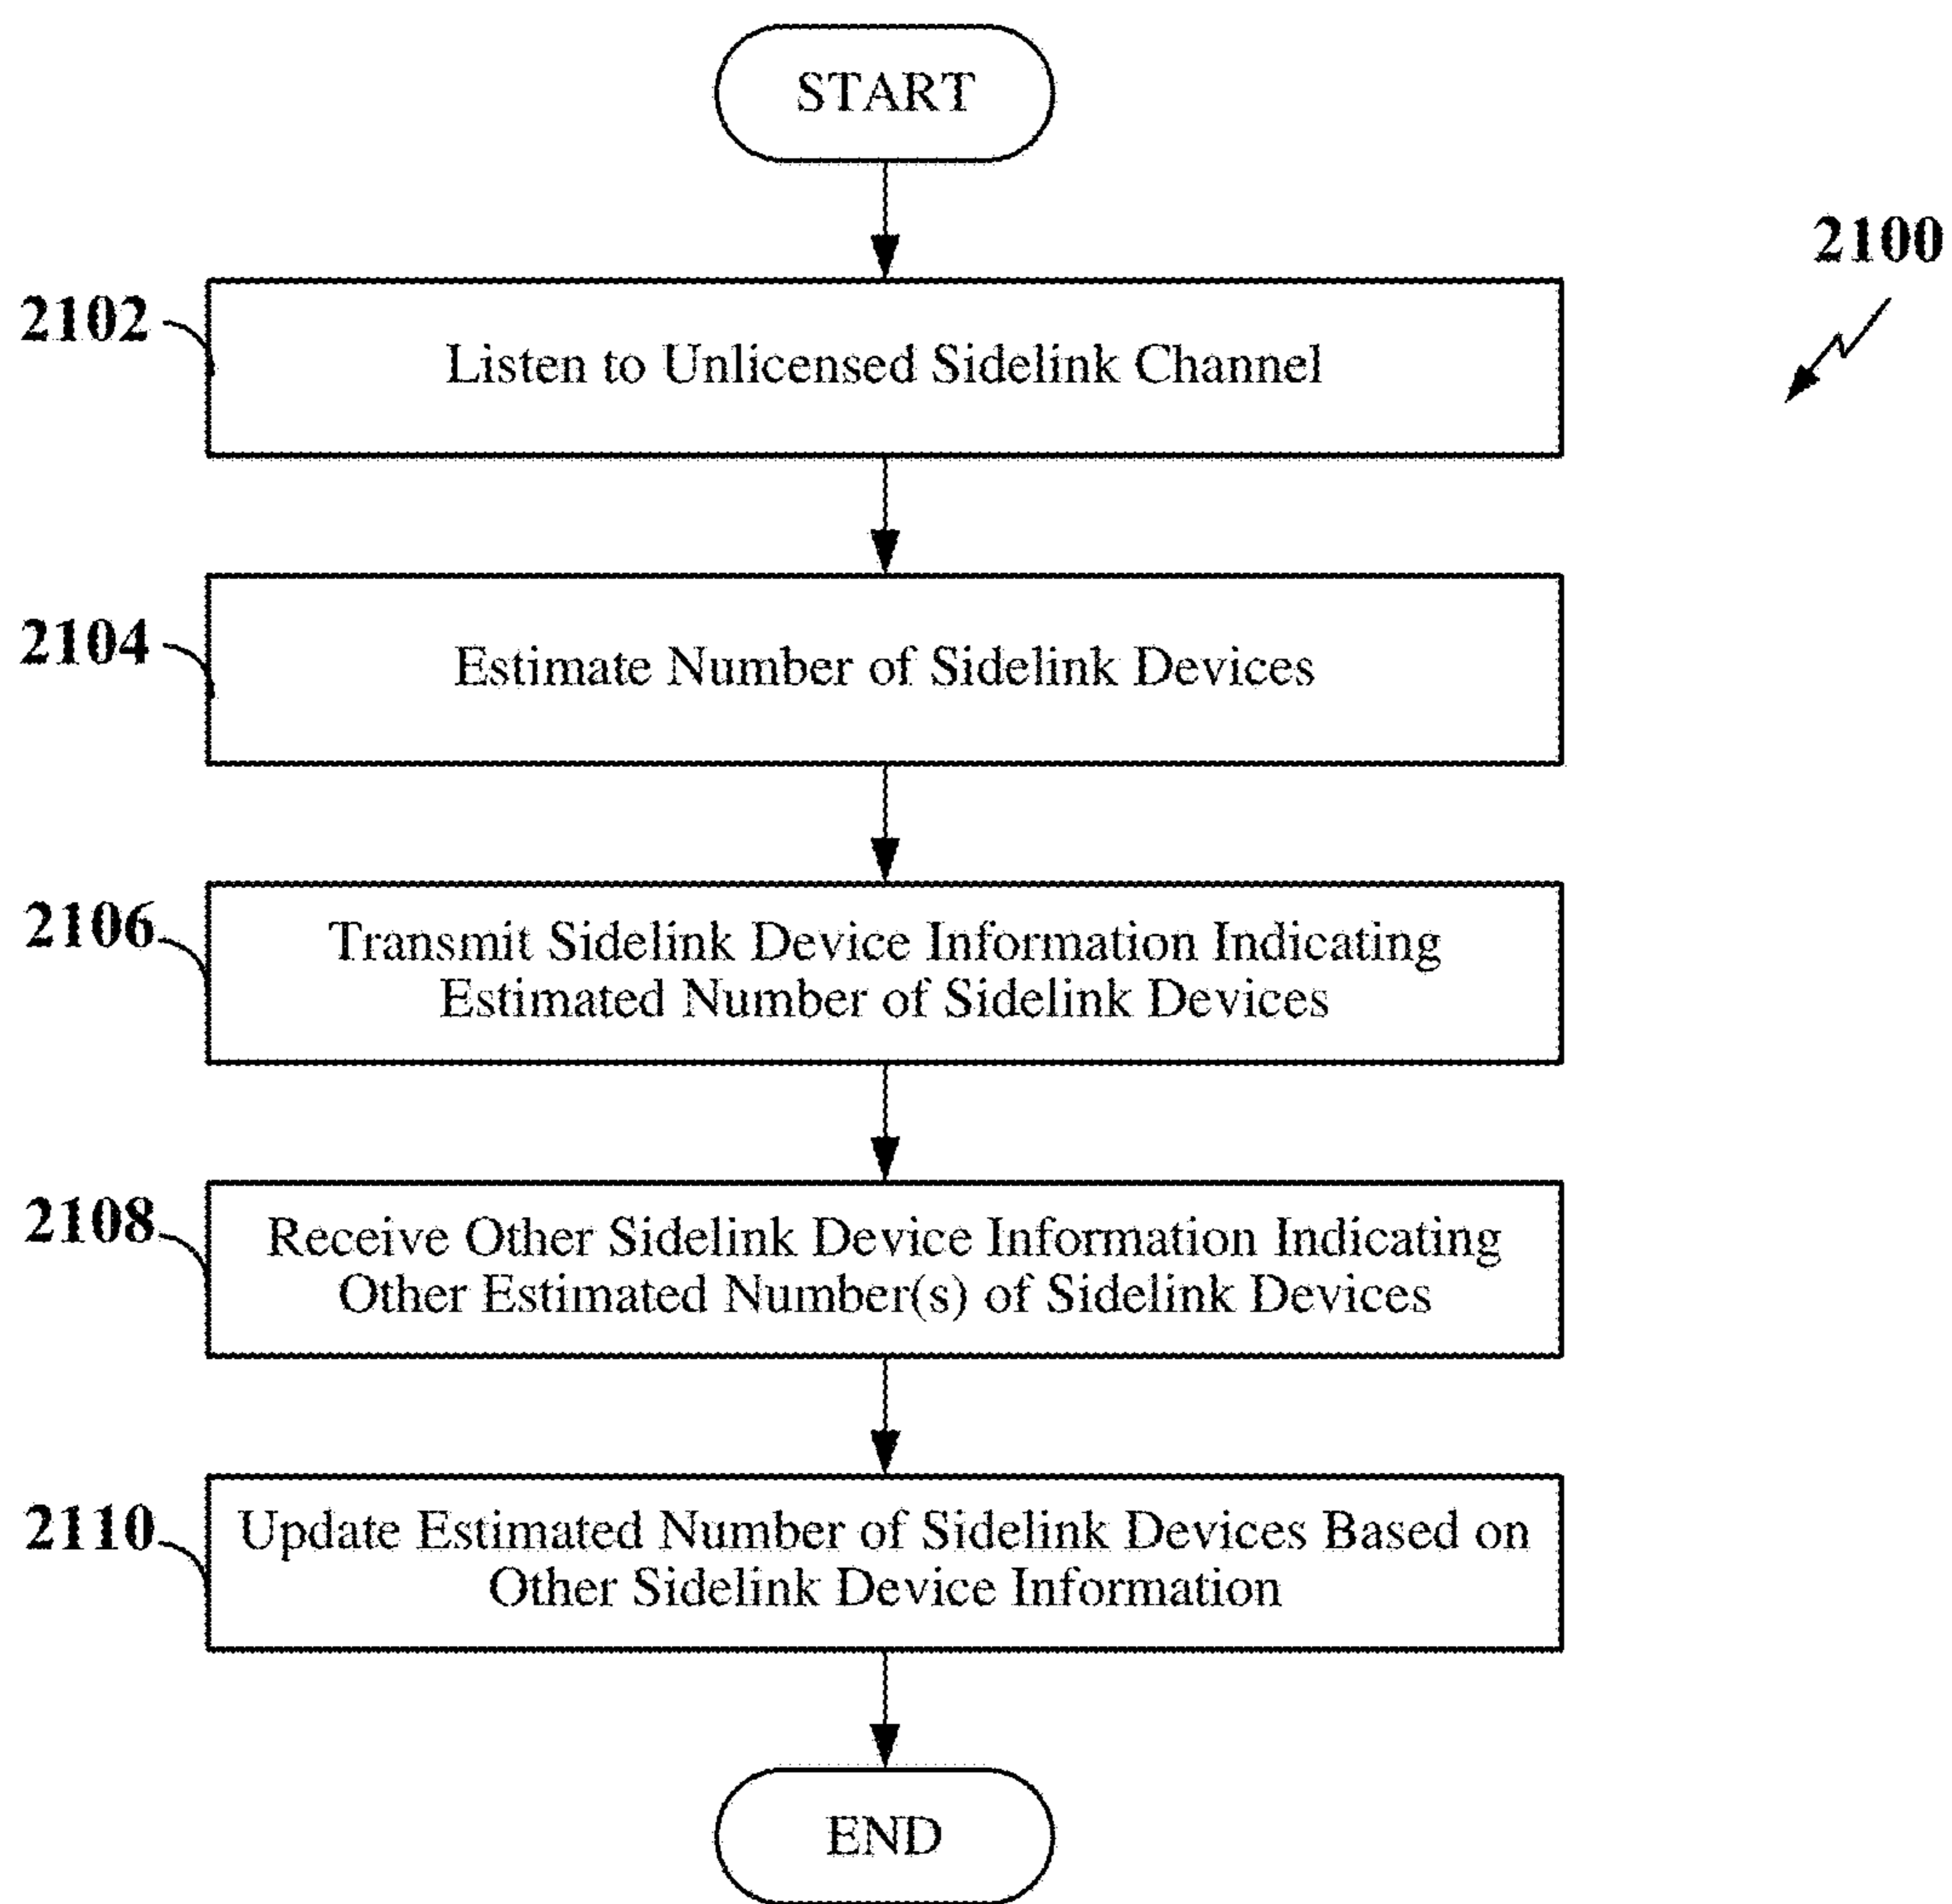 START
2100
2102
Listen to Unlicensed Sidelink Channel
2104
Estimate Number of Sidelink Devices
2106
Transmit Sidelink Device Information Indicating
Estimated Number of Sidelink Devices
2108
Receive Other Sidelink Device Information Indicating
Other Estimated Number(s) of Sidelink Devices
2110
Update Estimated Number of Sidelink Devices Based on
Other Sidelink Device Information
END